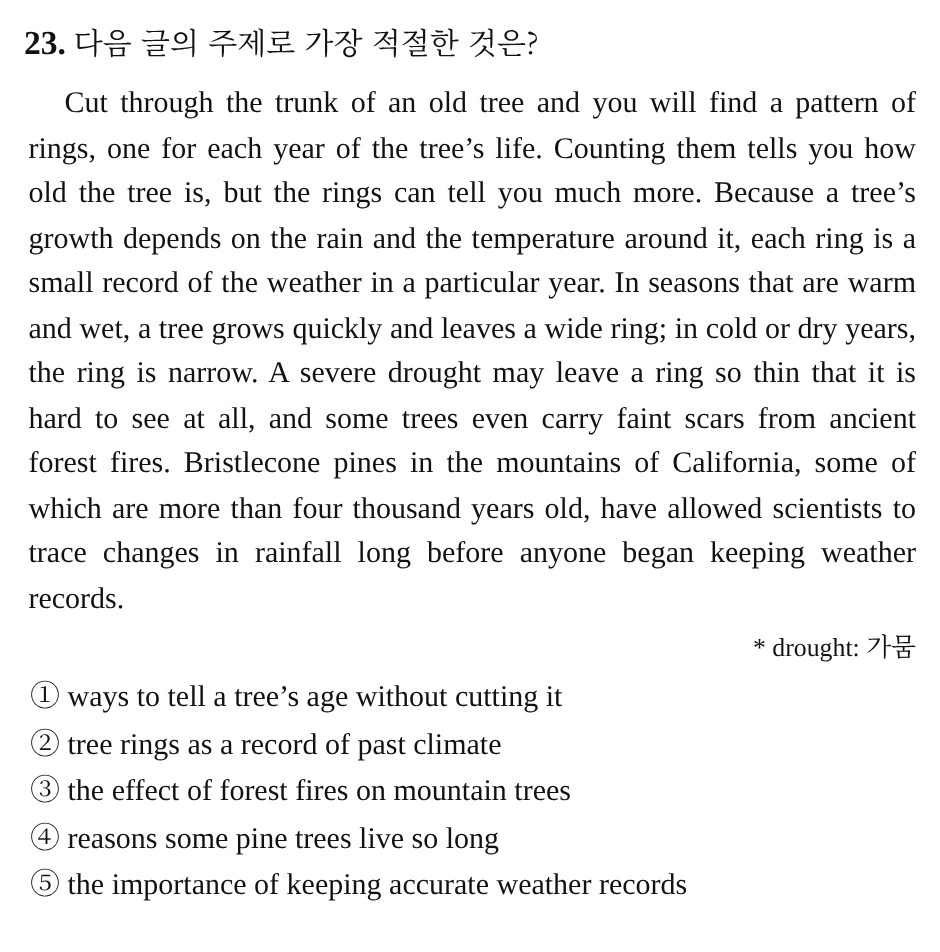 23. 다음 글의 주제로 가장 적절한 것은?
Cut through the trunk of an old tree and you will find a pattern of
rings, one for each year of the tree’s life. Counting them tells you how
old the tree is, but the rings can tell you much more. Because a tree’s
growth depends on the rain and the temperature around it, each ring is a
small record of the weather in a particular year. In seasons that are warm
and wet, a tree grows quickly and leaves a wide ring; in cold or dry years,
the ring is narrow. A severe drought may leave a ring so thin that it is
hard to see at all, and some trees even carry faint scars from ancient
forest fires. Bristlecone pines in the mountains of California, some of
which are more than four thousand years old, have allowed scientists to
trace changes in rainfall long before anyone began keeping weather
records.
* drought: 가뭄
① ways to tell a tree’s age without cutting it
② tree rings as a record of past climate
③ the effect of forest fires on mountain trees
④ reasons some pine trees live so long
⑤ the importance of keeping accurate weather records